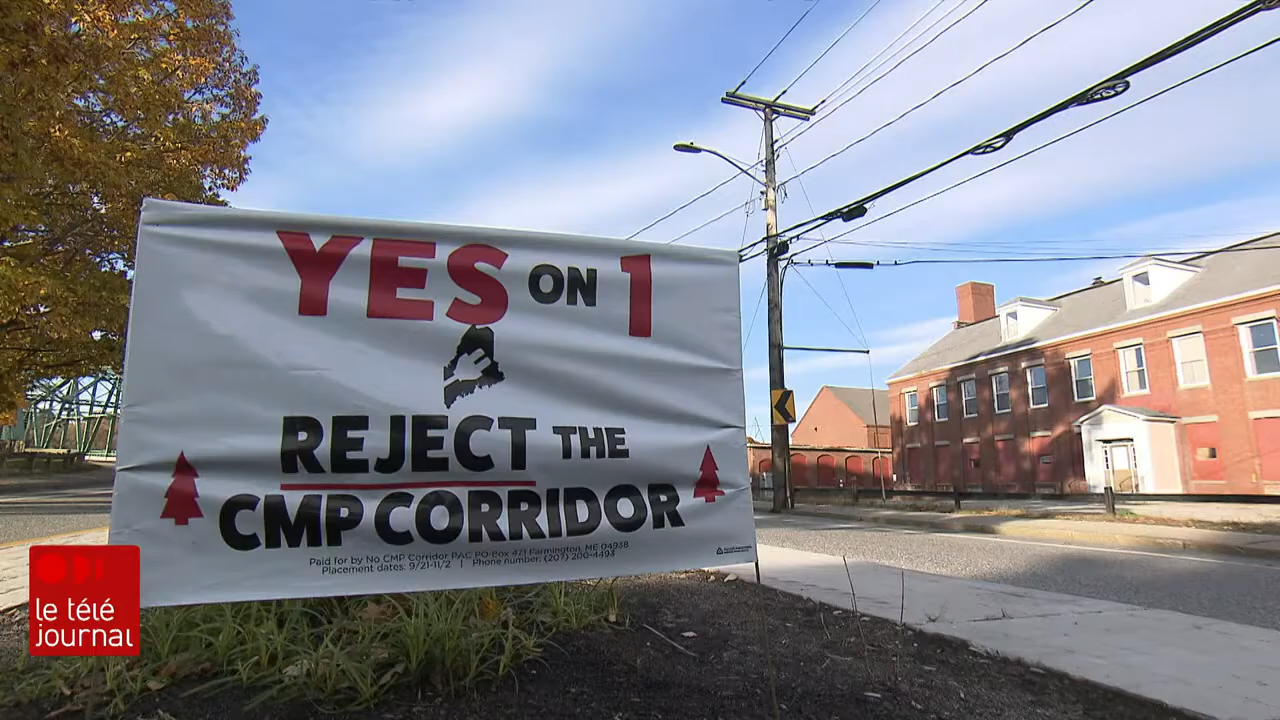 YES ON 1
REJECT THE
CMP CORRIDOR
Paid for by No CMP Corridor PAC PO Box 471 Farmington, ME 04938
Placement dates: 9/21-11/2 | Phone number: (207) 200-4493
le télé
journal